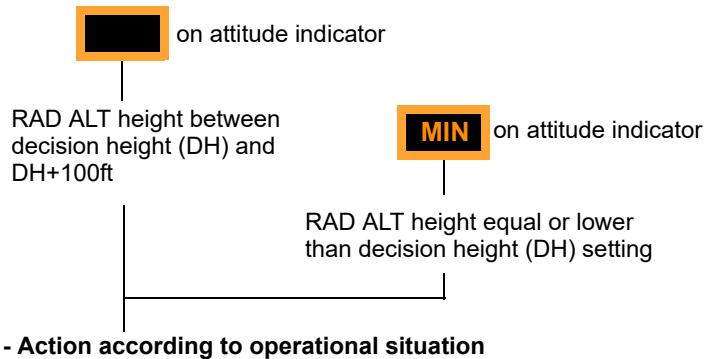 on attitude indicator
RAD ALT height between
decision height (DH) and
DH+100ft
MIN on attitude indicator
RAD ALT height equal or lower
than decision height (DH) setting
- Action according to operational situation